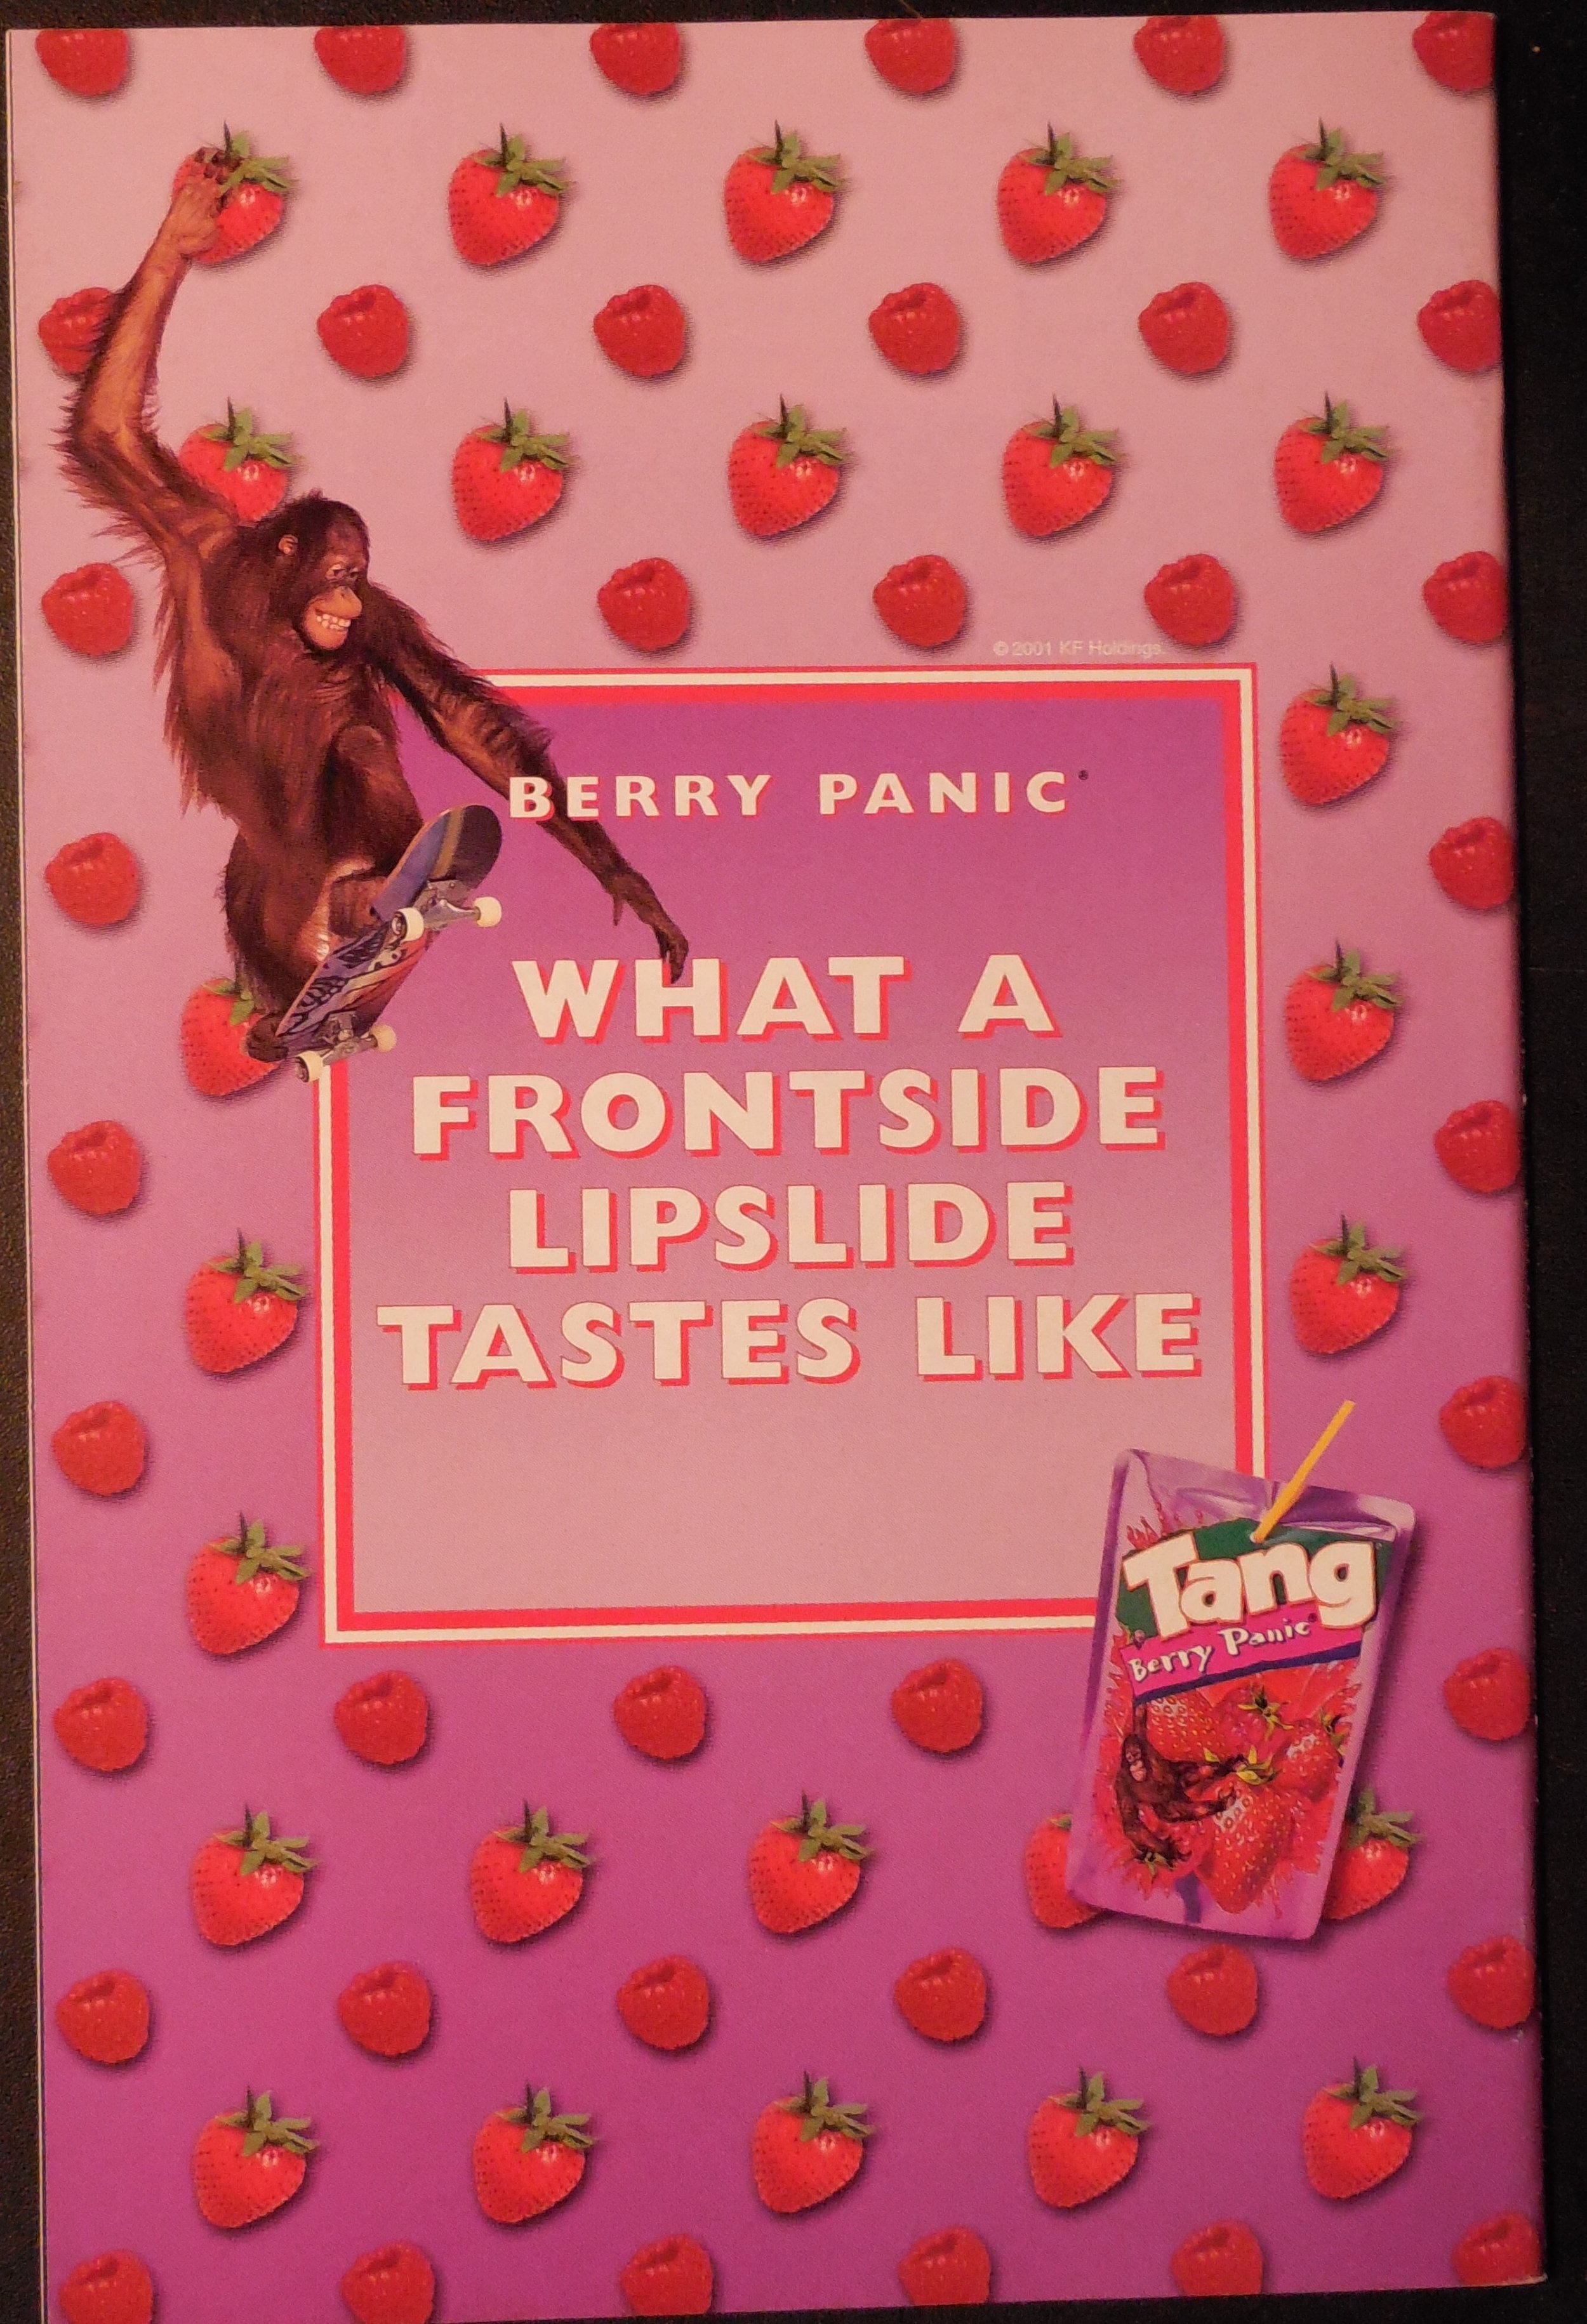 © 2001 KF Holdings.
BERRY PANIC®
WHAT A
FRONTSIDE
LIPSLIDE
TASTES LIKE
Tang
Berry Panic®